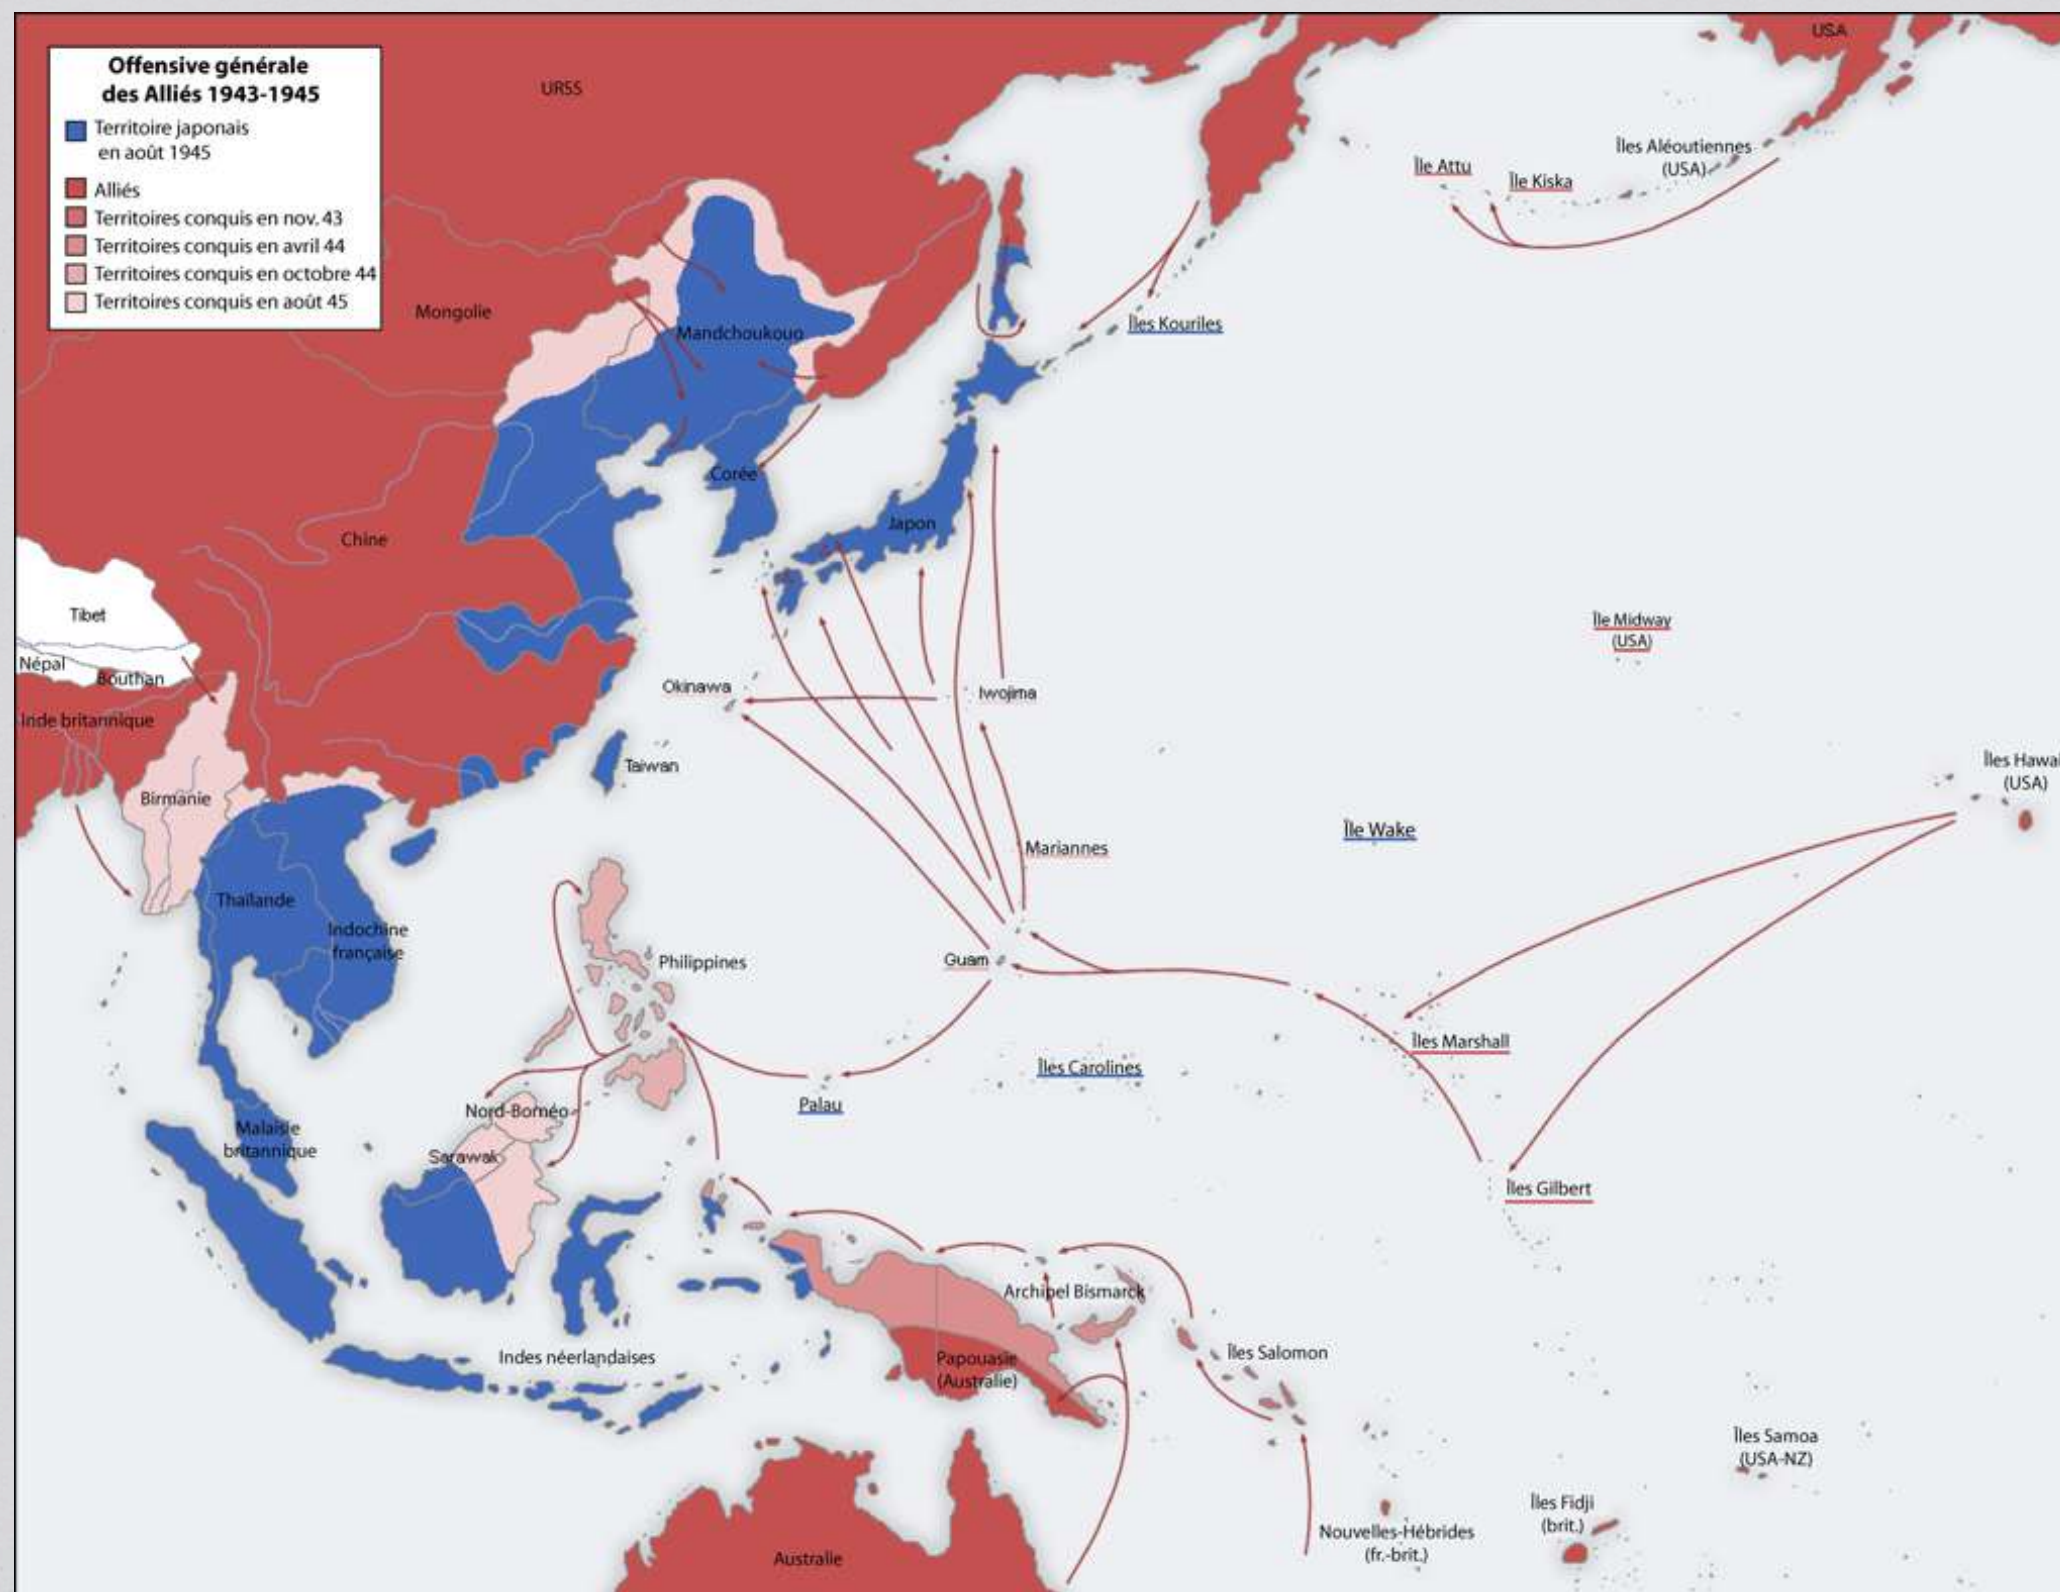 Offensive générale
des Alliés 1943-1945
Territoire japonais
en août 1945
Alliés
Territoires conquis en nov. 43
Territoires conquis en avril 44
Territoires conquis en octobre 44
Territoires conquis en août 45
USA
URSS
Îles Aléoutiennes
(USA)
Île Attu
Île Kiska
Mongolie
Îles Kouriles
Mandchoukouo
Corée
Japon
Chine
Tibet
Île Midway
(USA)
Népal
Bouthan
Okinawa
Iwojima
Inde britannique
Taiwan
Îles Hawaï
(USA)
Birmanie
Île Wake
Mariannes
Thaïlande
Indochine
française
Philippines
Guam
Îles Marshall
Îles Carolines
Palau
Nord-Bornéo
Malaisie
britannique
Sarawak
Îles Gilbert
Archipel Bismarck
Îles Salomon
Indes néerlandaises
Papouasie
(Australie)
Îles Samoa
(USA-NZ)
Îles Fidji
(brit.)
Nouvelles-Hébrides
(fr.-brit.)
Australie